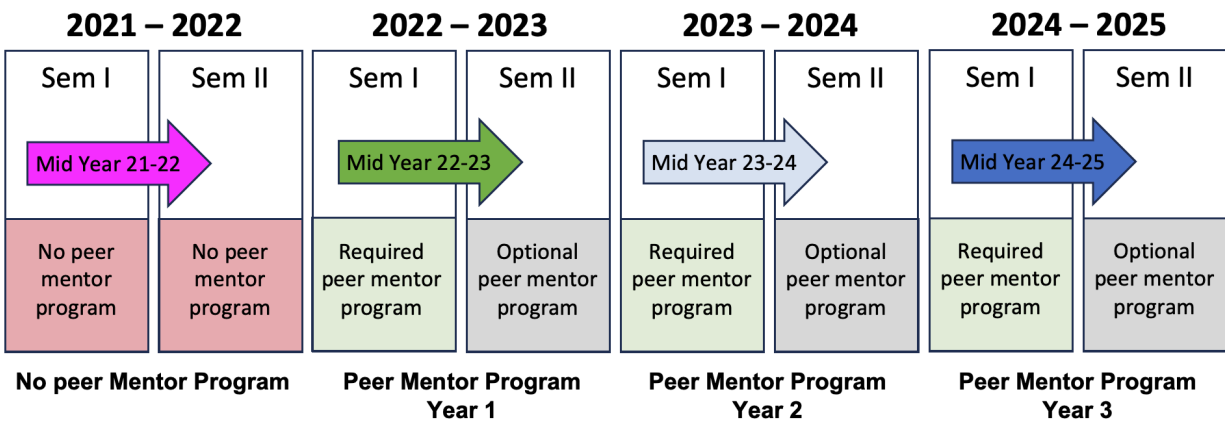 2021 – 2022
Sem I
Sem II
Mid Year 21-22
No peer
mentor
program
No peer
mentor
program
No peer Mentor Program
2022 – 2023
Sem I
Sem II
Mid Year 22-23
Required
peer mentor
program
Optional
peer mentor
program
Peer Mentor Program
Year 1
2023 – 2024
Sem I
Sem II
Mid Year 23-24
Required
peer mentor
program
Optional
peer mentor
program
Peer Mentor Program
Year 2
2024 – 2025
Sem I
Sem II
Mid Year 24-25
Required
peer mentor
program
Optional
peer mentor
program
Peer Mentor Program
Year 3